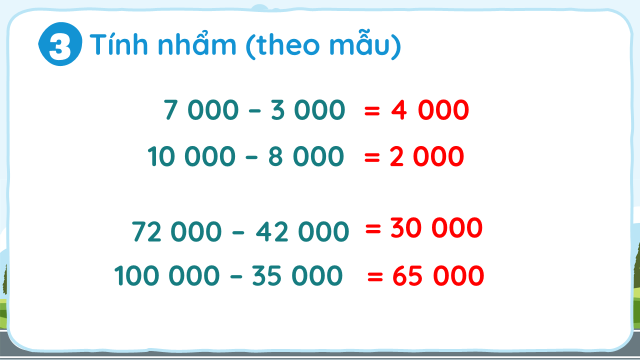 3 Tính nhẩm (theo mẫu)
7 000 – 3 000 = 4 000
10 000 – 8 000 = 2 000
72 000 – 42 000 = 30 000
100 000 – 35 000 = 65 000